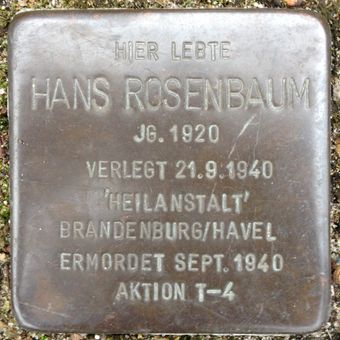 HIER LEBTE
HANS ROSENBAUM
JG. 1920
VERLEGT 21.9.1940
'HEILANSTALT'
BRANDENBURG/HAVEL
ERMORDET SEPT. 1940
AKTION T-4